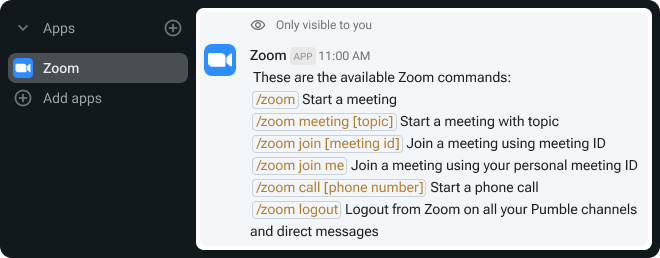 Apps
Zoom
Add apps
Only visible to you
Zoom APP 11:00 AM
These are the available Zoom commands:
/zoom Start a meeting
/zoom meeting [topic] Start a meeting with topic
/zoom join [meeting id] Join a meeting using meeting ID
/zoom join me Join a meeting using your personal meeting ID
/zoom call [phone number] Start a phone call
/zoom logout Logout from Zoom on all your Pumble channels
and direct messages